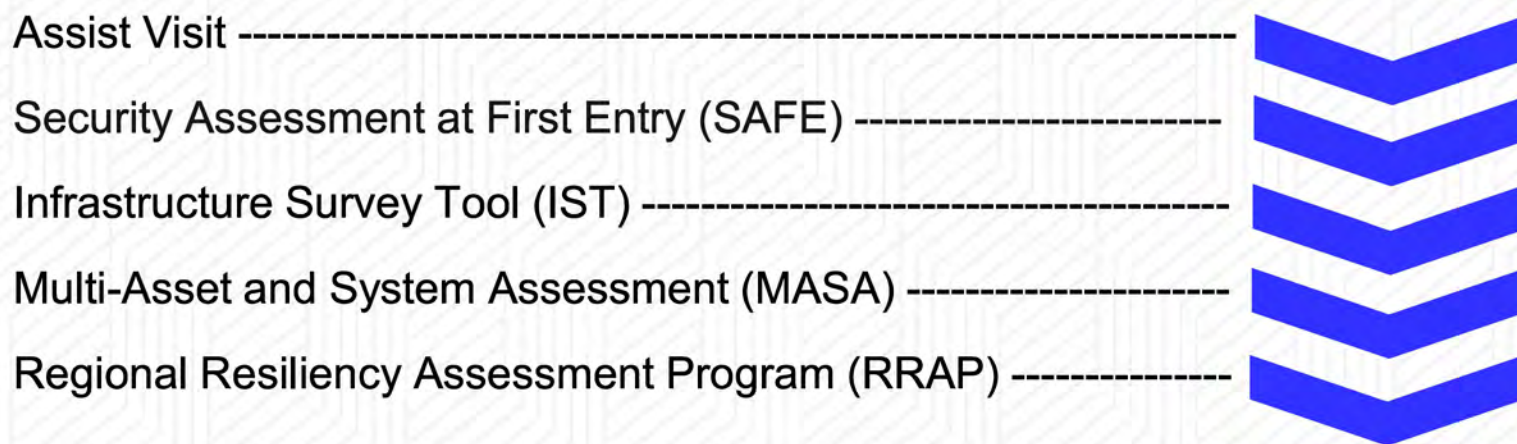 Assist Visit --------------------------------------------------------------------
Security Assessment at First Entry (SAFE) -------------------------
Infrastructure Survey Tool (IST) ----------------------------------------
Multi-Asset and System Assessment (MASA) ----------------------
Regional Resiliency Assessment Program (RRAP) ---------------